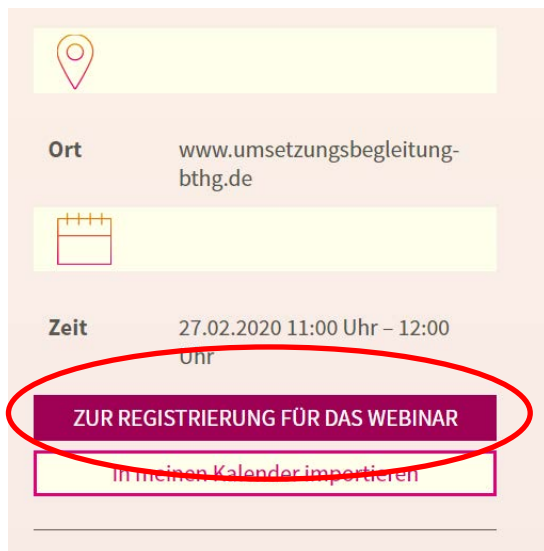 Ort
www.umsetzungsbegleitung-
bthg.de
Zeit
27.02.2020 11:00 Uhr – 12:00
Uhr
ZUR REGISTRIERUNG FÜR DAS WEBINAR
In meinen Kalender importieren